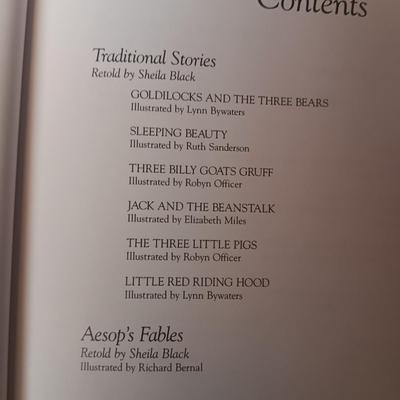 Contents
Traditional Stories
Retold by Sheila Black
GOLDILOCKS AND THE THREE BEARS
Illustrated by Lynn Bywaters
SLEEPING BEAUTY
Illustrated by Ruth Sanderson
THREE BILLY GOATS GRUFF
Illustrated by Robyn Officer
JACK AND THE BEANSTALK
Illustrated by Elizabeth Miles
THE THREE LITTLE PIGS
Illustrated by Robyn Officer
LITTLE RED RIDING HOOD
Illustrated by Lynn Bywaters
Aesop's Fables
Retold by Sheila Black
Illustrated by Richard Bernal